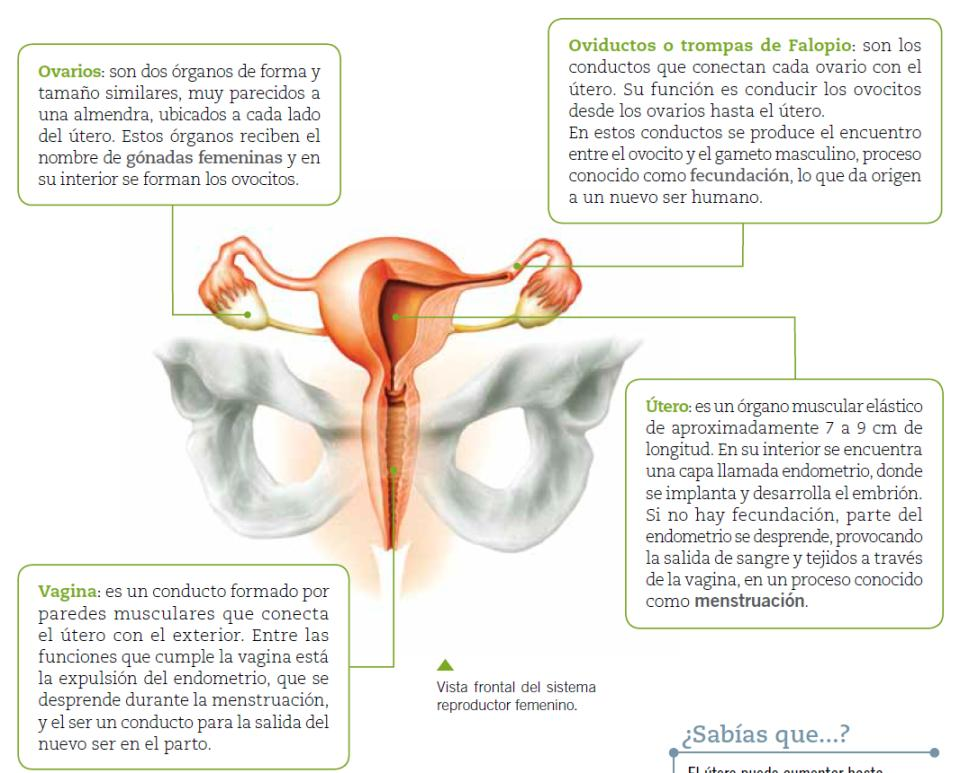 Ovarios: son dos órganos de forma y
tamaño similares, muy parecidos a
una almendra, ubicados a cada lado
del útero. Estos órganos reciben el
nombre de gónadas femeninas y en
su interior se forman los ovocitos.
Oviductos o trompas de Falopio: son los
conductos que conectan cada ovario con el
útero. Su función es conducir los ovocitos
desde los ovarios hasta el útero.
En estos conductos se produce el encuentro
entre el ovocito y el gameto masculino, proceso
conocido como fecundación, lo que da origen
a un nuevo ser humano.
Útero: es un órgano muscular elástico
de aproximadamente 7 a 9 cm de
longitud. En su interior se encuentra
una capa llamada endometrio, donde
se implanta y desarrolla el embrión.
Si no hay fecundación, parte del
endometrio se desprende, provocando
la salida de sangre y tejidos a través
de la vagina, en un proceso conocido
como menstruación.
Vagina: es un conducto formado por
paredes musculares que conecta
el útero con el exterior. Entre las
funciones que cumple la vagina está
la expulsión del endometrio, que se
desprende durante la menstruación,
y el ser un conducto para la salida del
nuevo ser en el parto.
Vista frontal del sistema
reproductor femenino.
¿Sabías que...?
El útero puede aumentar hasta